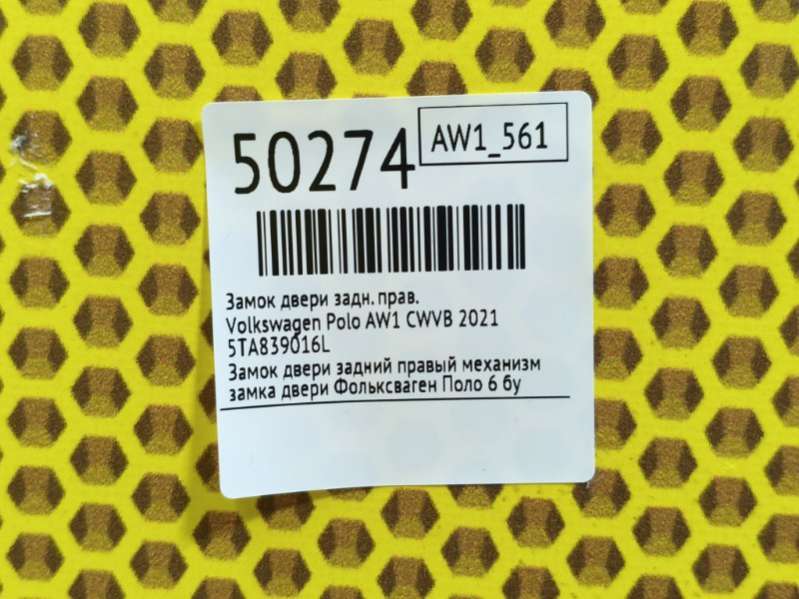 50274
AW1_561
Замок двери задн. прав.
Volkswagen Polo AW1 CWVB 2021
5TA839016L
Замок двери задний правый механизм
замка двери Фольксваген Поло 6 бу